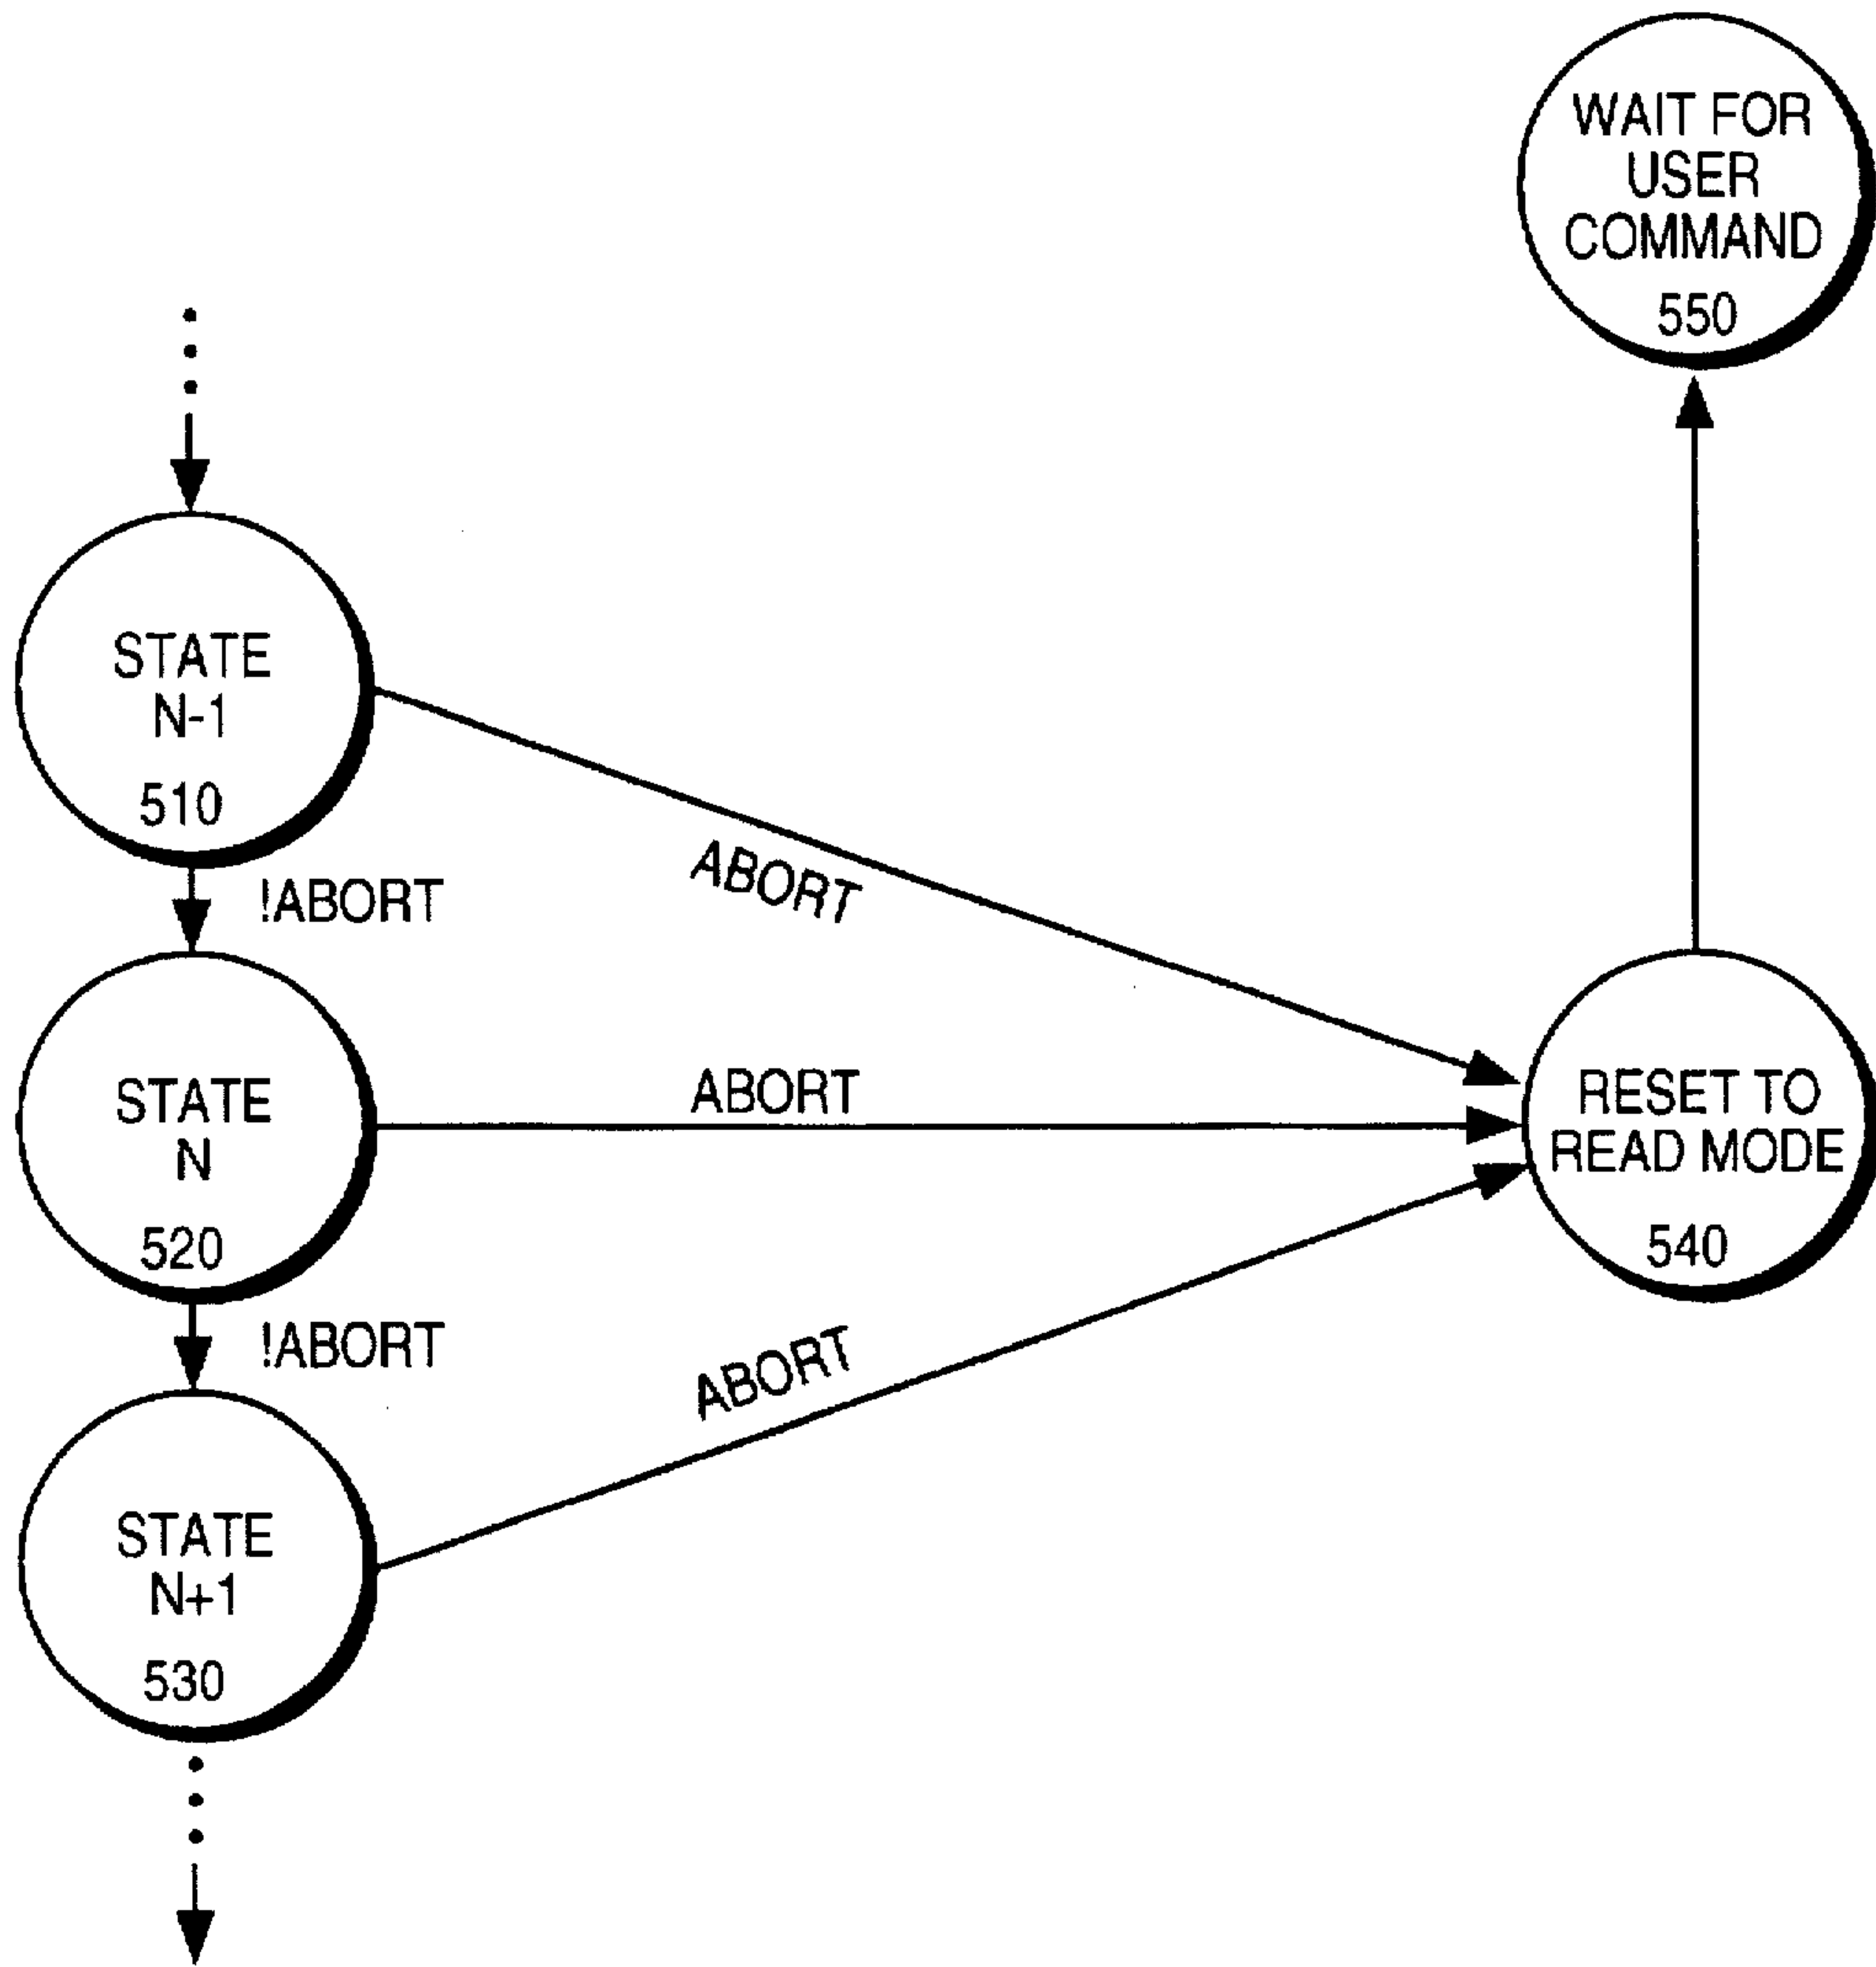 WAIT FOR
USER
COMMAND
550
STATE
N-1
510
ABORT
!ABORT
STATE
N
520
ABORT
RESET TO
READ MODE
540
!ABORT
ABORT
STATE
N+1
530